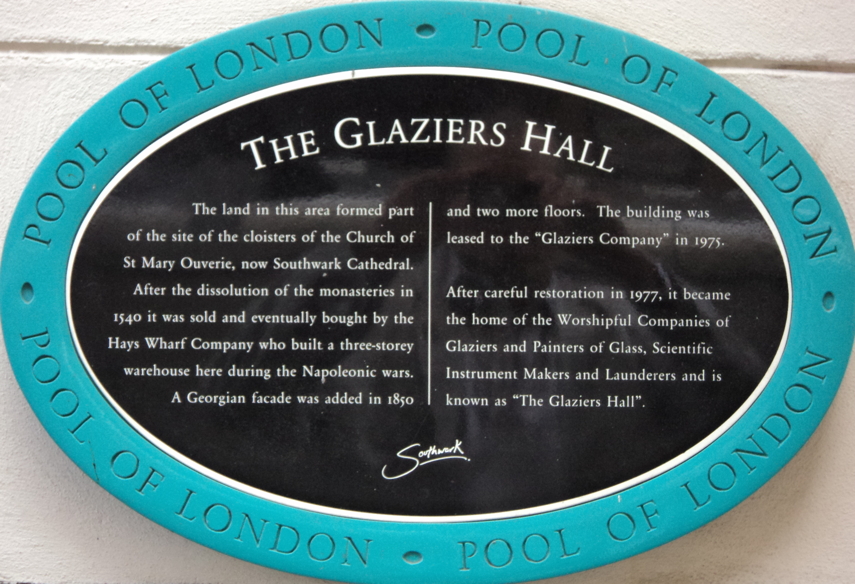 POOL OF LONDON • POOL OF LONDON
THE GLAZIERS HALL
The land in this area formed part
of the site of the cloisters of the Church of
St Mary Ouverie, now Southwark Cathedral.
After the dissolution of the monasteries in
1540 it was sold and eventually bought by the
Hays Wharf Company who built a three-storey
warehouse here during the Napoleonic wars.
A Georgian facade was added in 1850
and two more floors. The building was
leased to the “Glaziers Company” in 1975.
After careful restoration in 1977, it became
the home of the Worshipful Companies of
Glaziers and Painters of Glass, Scientific
Instrument Makers and Launderers and is
known as “The Glaziers Hall”.
Southwark
POOL OF LONDON • POOL OF LONDON